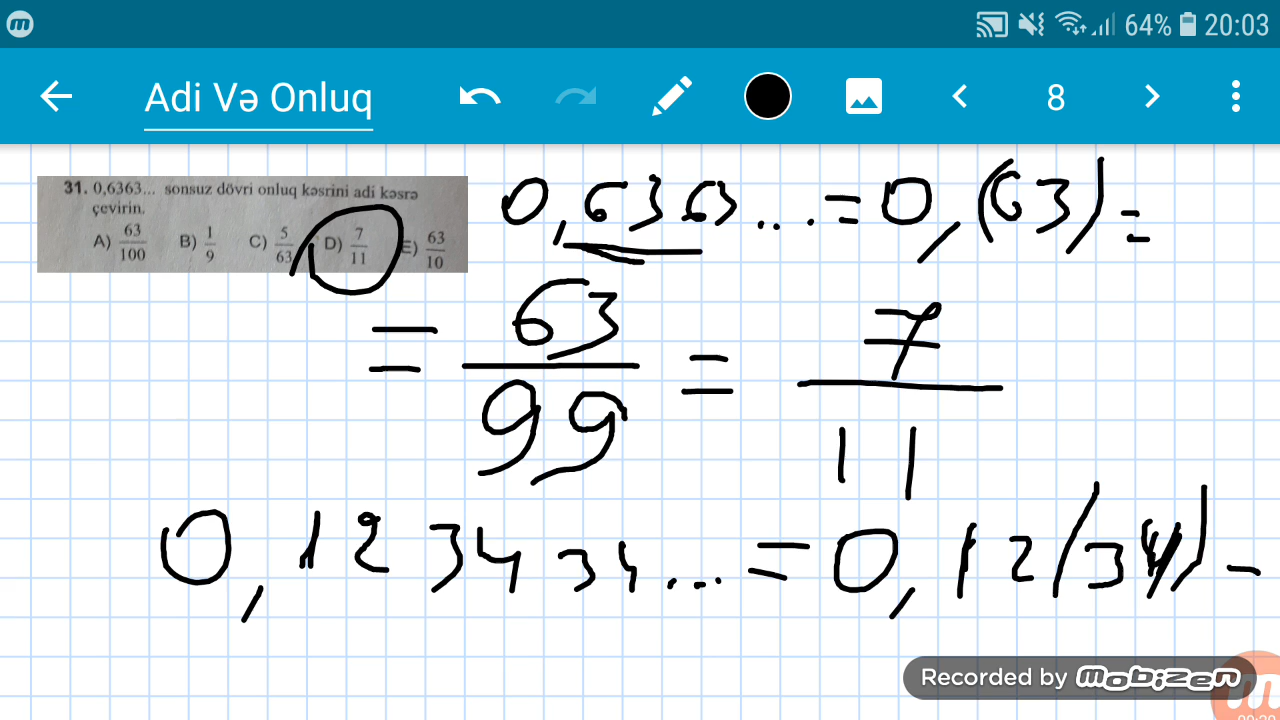 64% 20:03
Adi Və Onluq 8
31. 0,6363... sonsuz dövri onluq kəsrini adi kəsrə
çevirin.
A) 63/100 B) 1/9 C) 5/63 D) 7/11 E) 63/10
0,6363... = 0,(63) =
= 63/99 = 7/11
0,123434... = 0,12(34) -
Recorded by mobizen